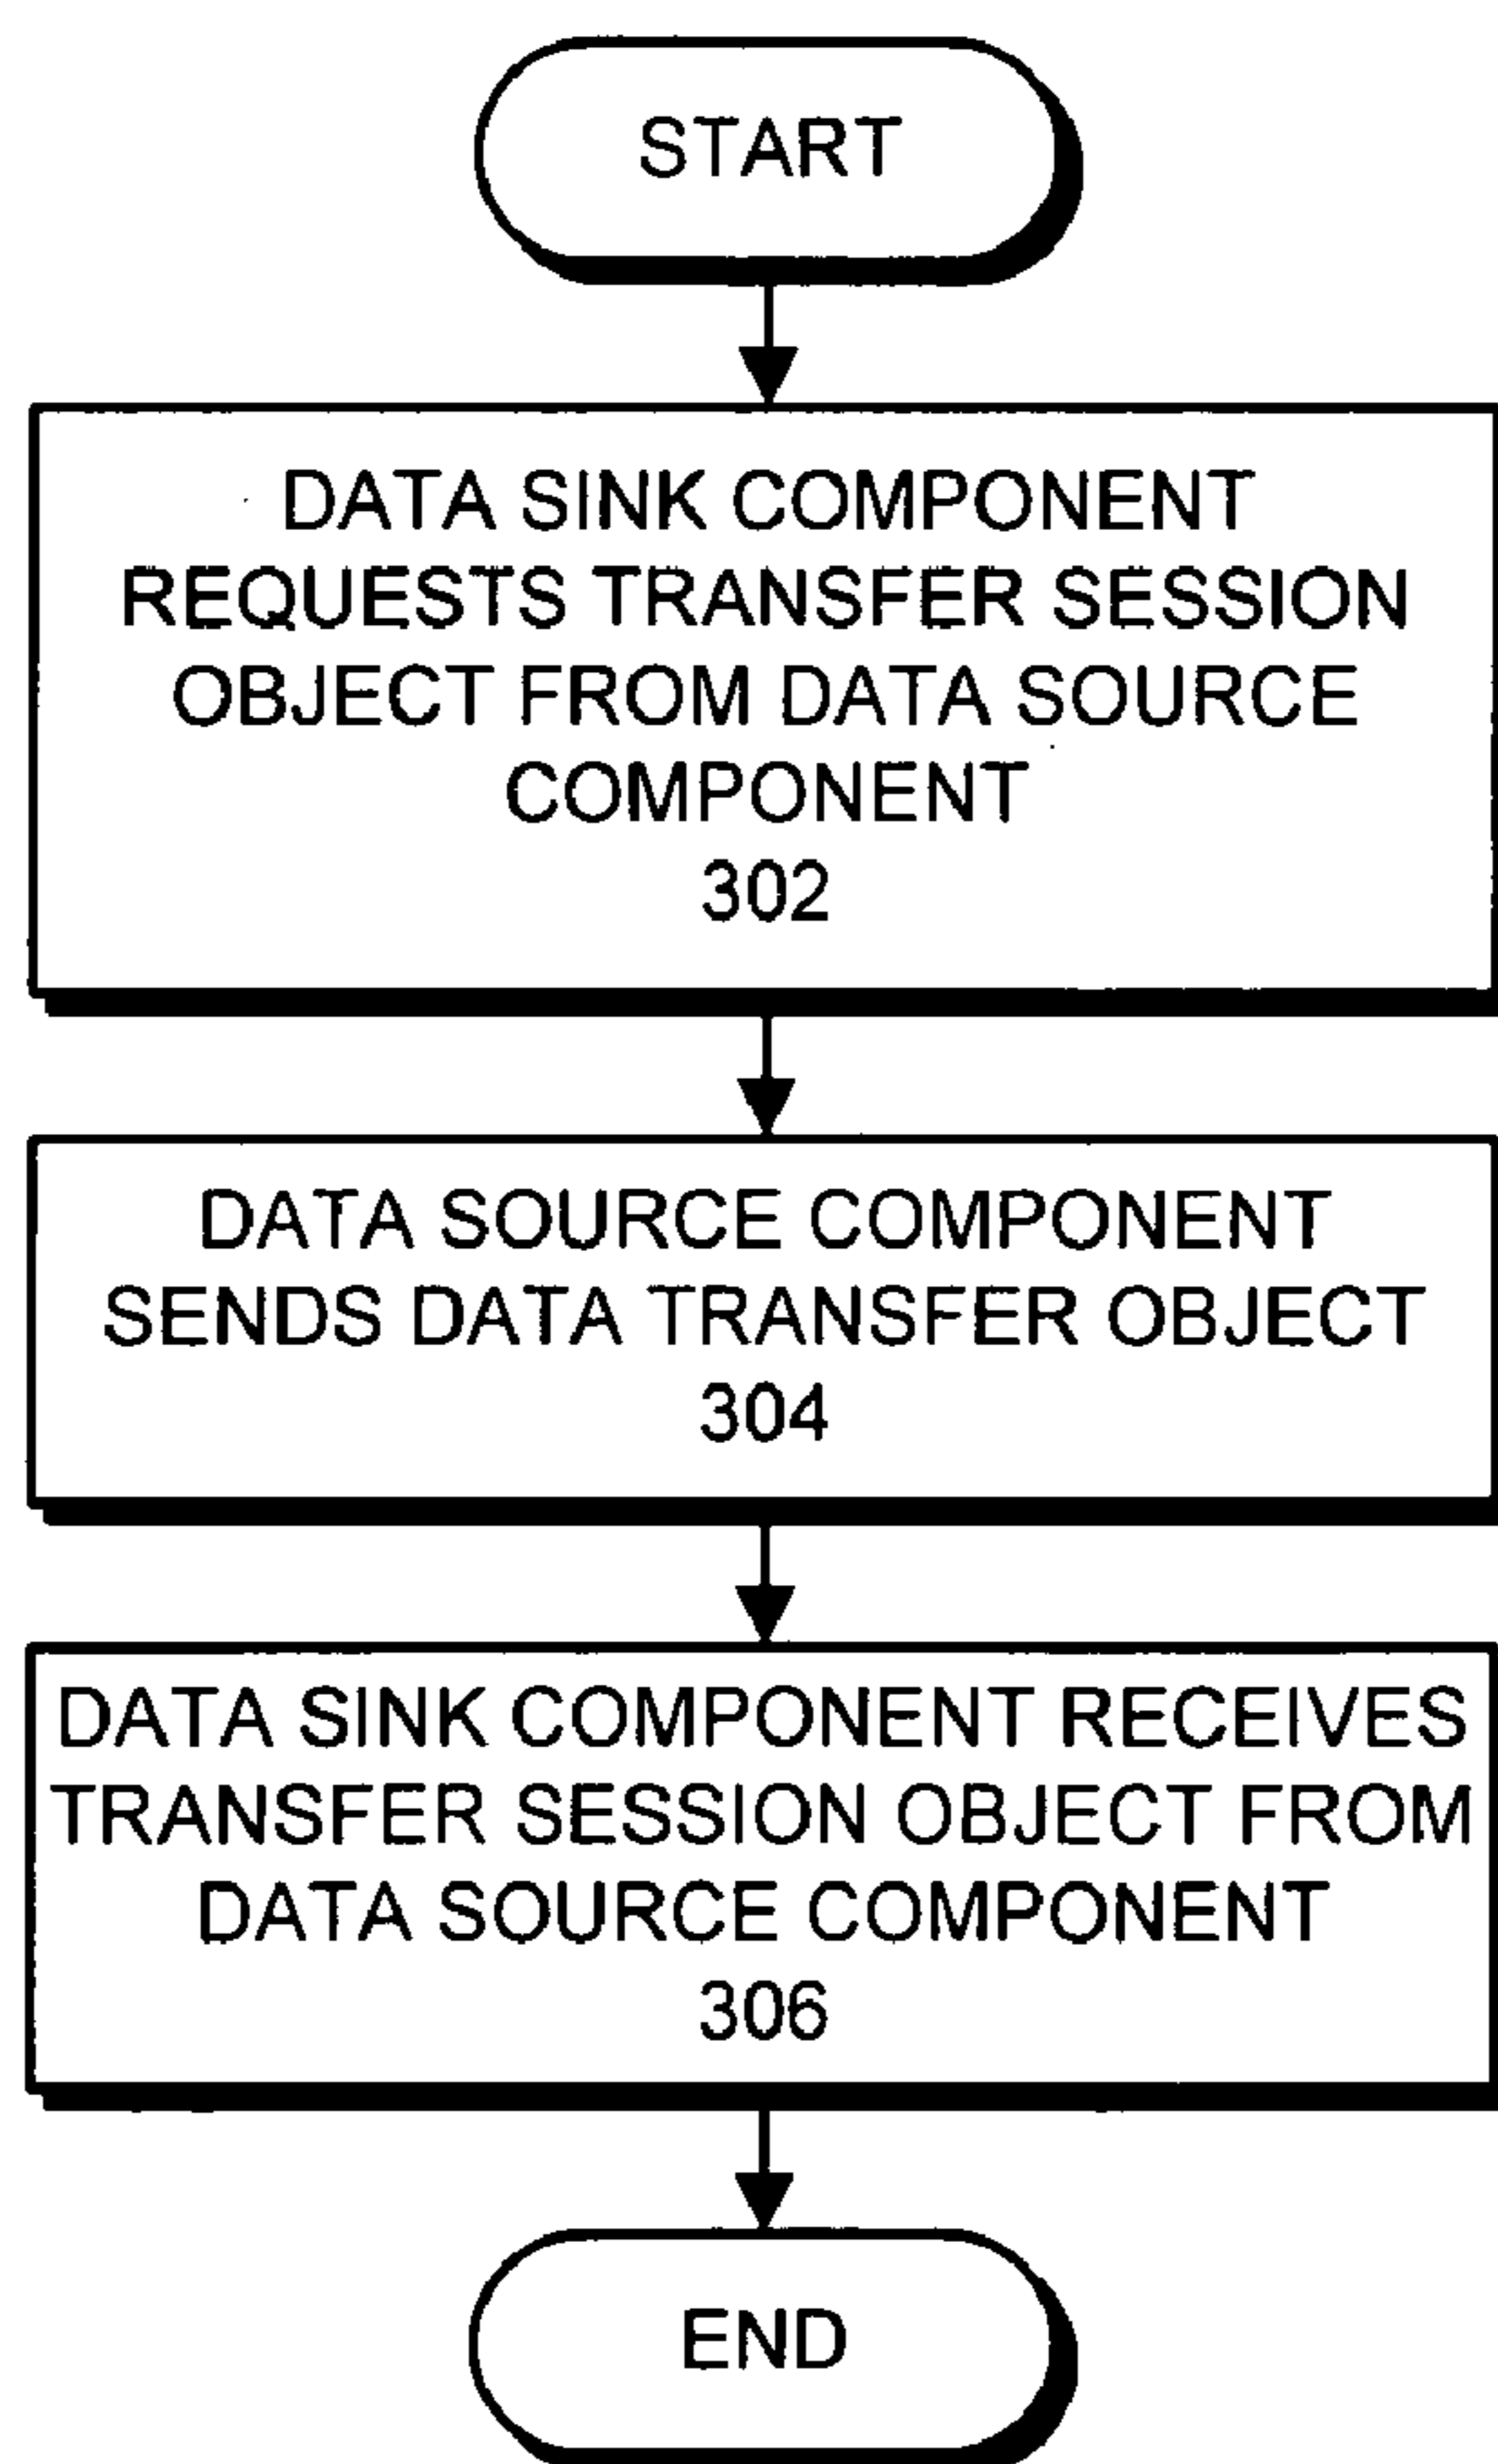 START
DATA SINK COMPONENT
REQUESTS TRANSFER SESSION
OBJECT FROM DATA SOURCE
COMPONENT
302
DATA SOURCE COMPONENT
SENDS DATA TRANSFER OBJECT
304
DATA SINK COMPONENT RECEIVES
TRANSFER SESSION OBJECT FROM
DATA SOURCE COMPONENT
306
END